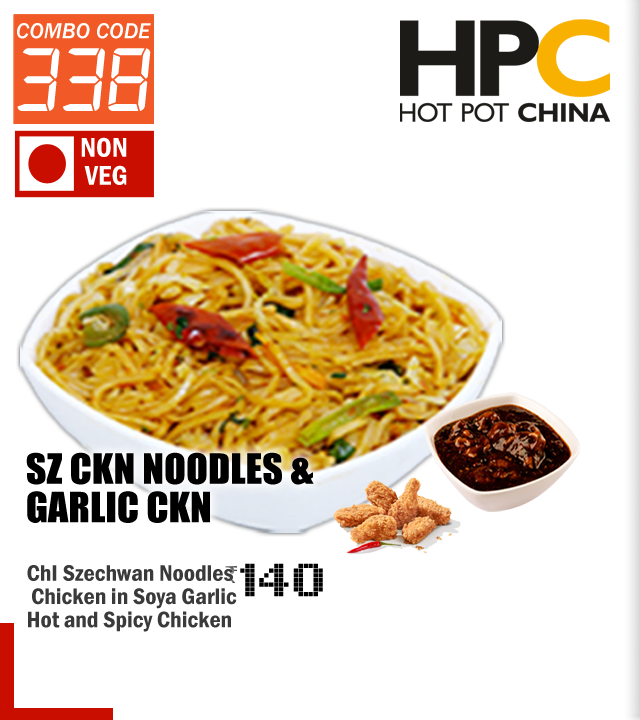 COMBO CODE
338
NON
VEG
HPC
HOT POT CHINA
SZ CKN NOODLES &
GARLIC CKN
ChI Szechwan Noodles
₹140
Chicken in Soya Garlic
Hot and Spicy Chicken